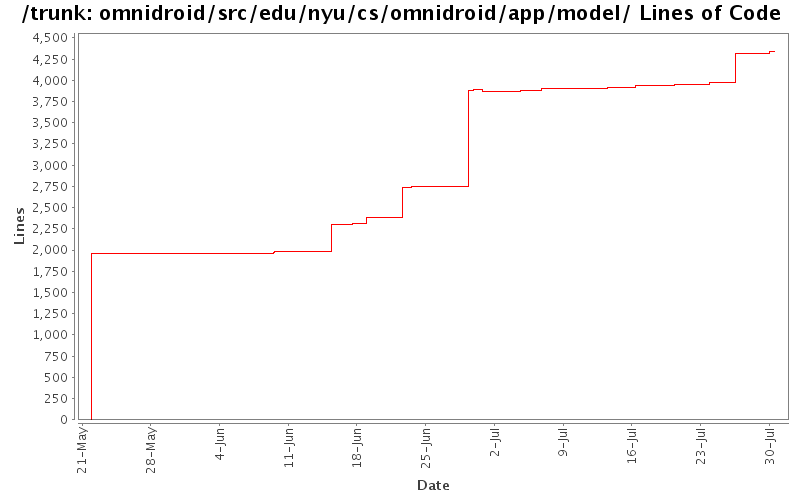 /trunk: omnidroid/src/edu/nyu/cs/omnidroid/app/model/ Lines of Code
4,500
4,250
4,000
3,750
3,500
3,250
3,000
2,750
2,500
2,250
2,000
1,750
1,500
1,250
1,000
750
500
250
0
Lines
21-May
28-May
4-Jun
11-Jun
18-Jun
25-Jun
2-Jul
9-Jul
16-Jul
23-Jul
30-Jul
Date